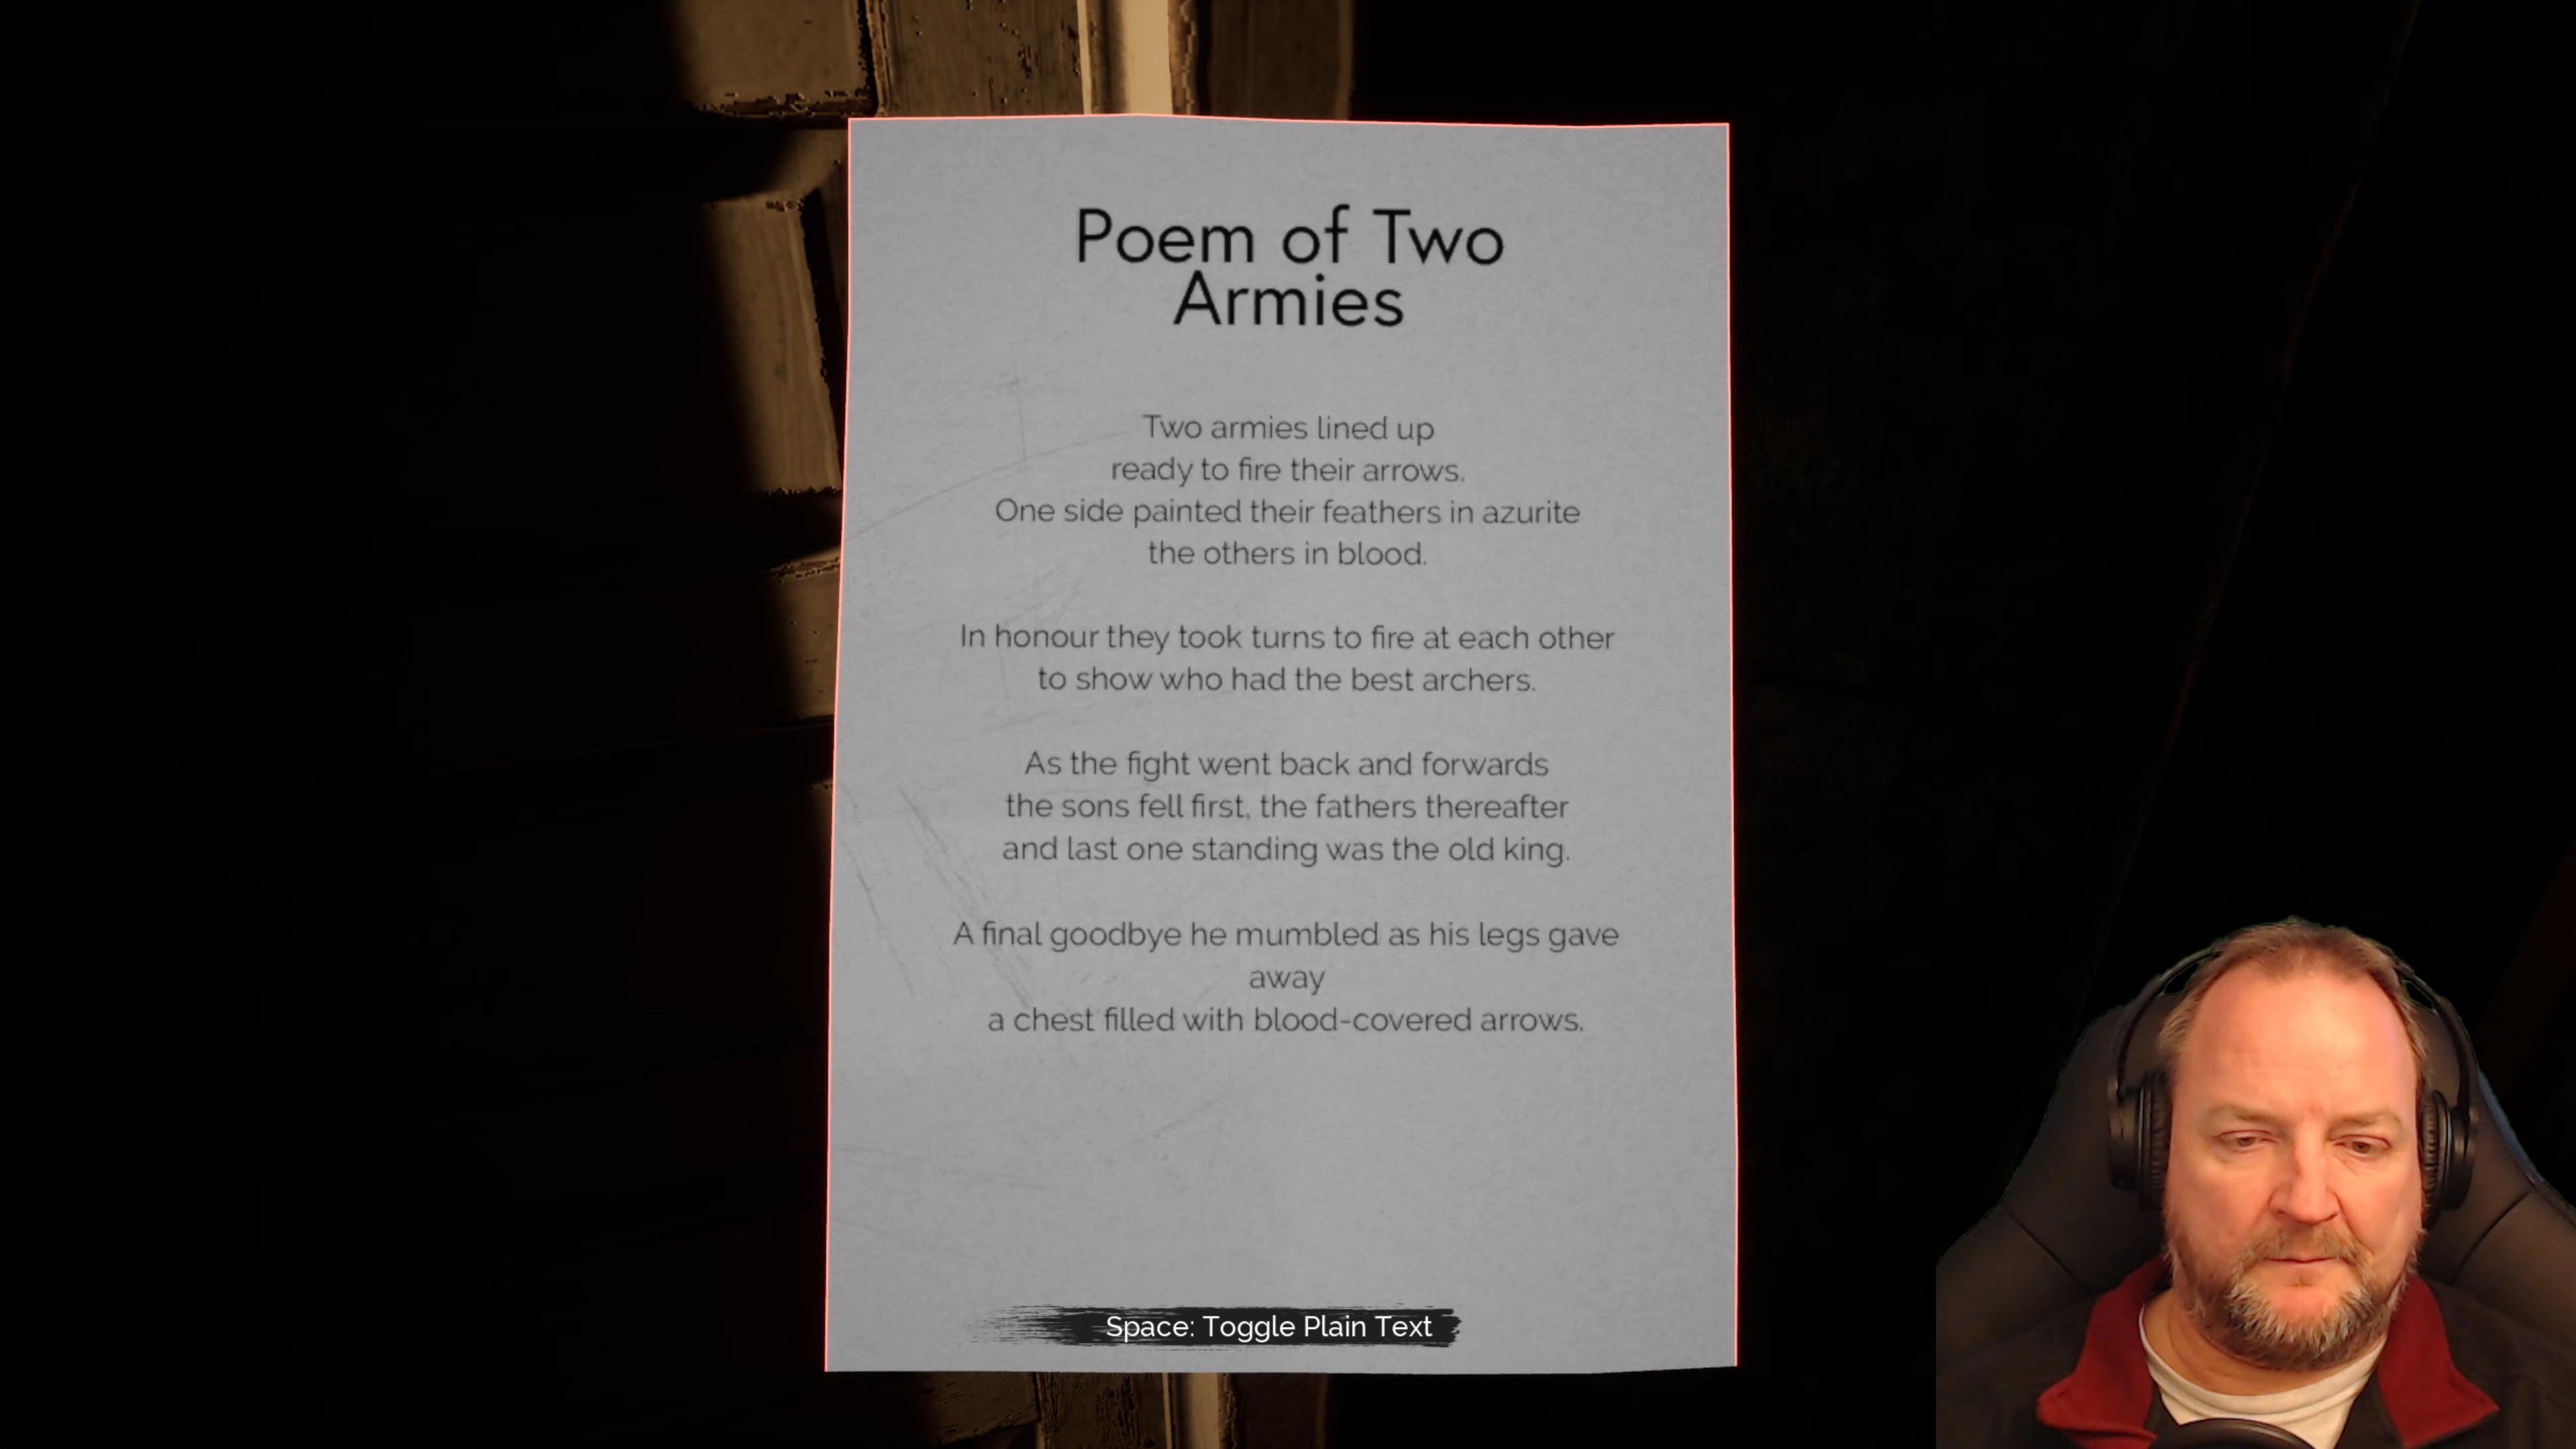 Poem of Two
Armies
Two armies lined up
ready to fire their arrows.
One side painted their feathers in azurite
the others in blood.
In honour they took turns to fire at each other
to show who had the best archers.
As the fight went back and forwards
the sons fell first, the fathers thereafter
and last one standing was the old king.
A final goodbye he mumbled as his legs gave
away
a chest filled with blood-covered arrows.
Space: Toggle Plain Text